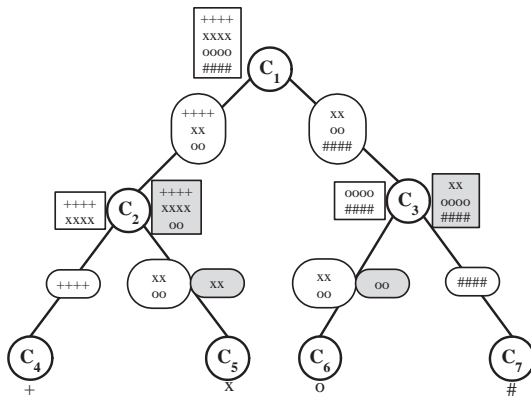 ++++
xxxx
oooo
####
C1
++++
xx
oo
xx
oo
####
++++
xxxx
C2
++++
xxxx
oo
oooo
####
C3
xx
oooo
####
++++
xx
oo
xx
xx
oo
oo
####
C4
C5
C6
C7
+
x
o
#